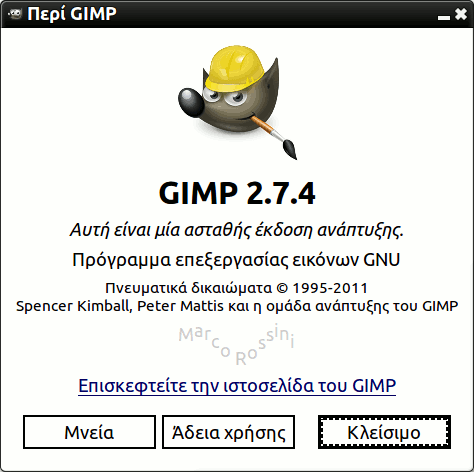 Περί GIMP
GIMP 2.7.4
Αυτή είναι μία ασταθής έκδοση ανάπτυξης.
Πρόγραμμα επεξεργασίας εικόνων GNU
Πνευματικά δικαιώματα © 1995-2011
Spencer Kimball, Peter Mattis και η ομάδα ανάπτυξης του GIMP
Marco Rossini
Επισκεφτείτε την ιστοσελίδα του GIMP
Μνεία Άδεια χρήσης Κλείσιμο